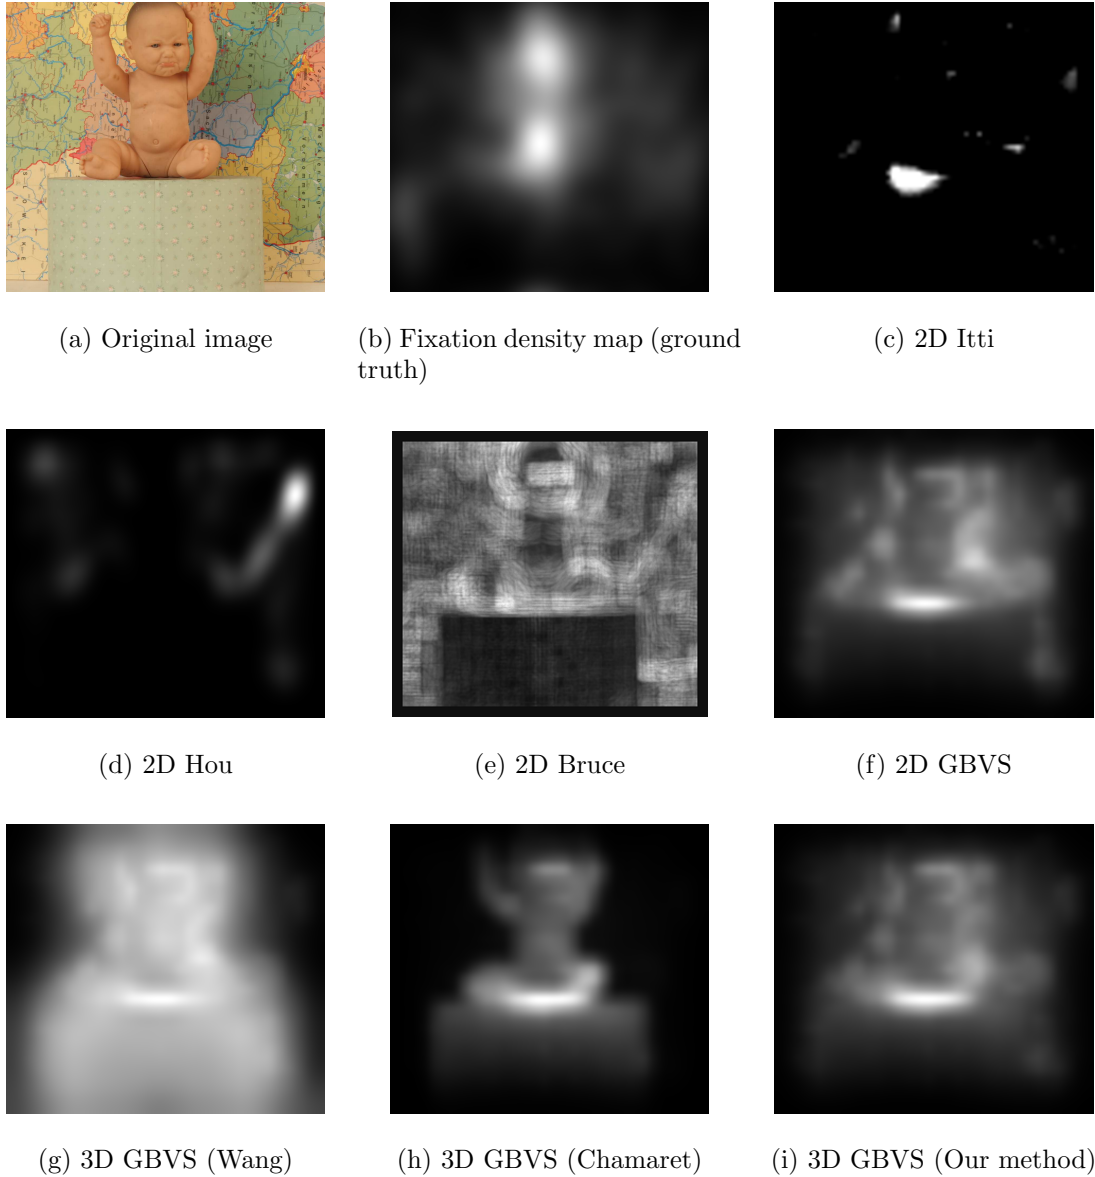 (a) Original image
(b) Fixation density map (ground
truth)
(c) 2D Itti
(d) 2D Hou
(e) 2D Bruce
(f) 2D GBVS
(g) 3D GBVS (Wang)
(h) 3D GBVS (Chamaret)
(i) 3D GBVS (Our method)